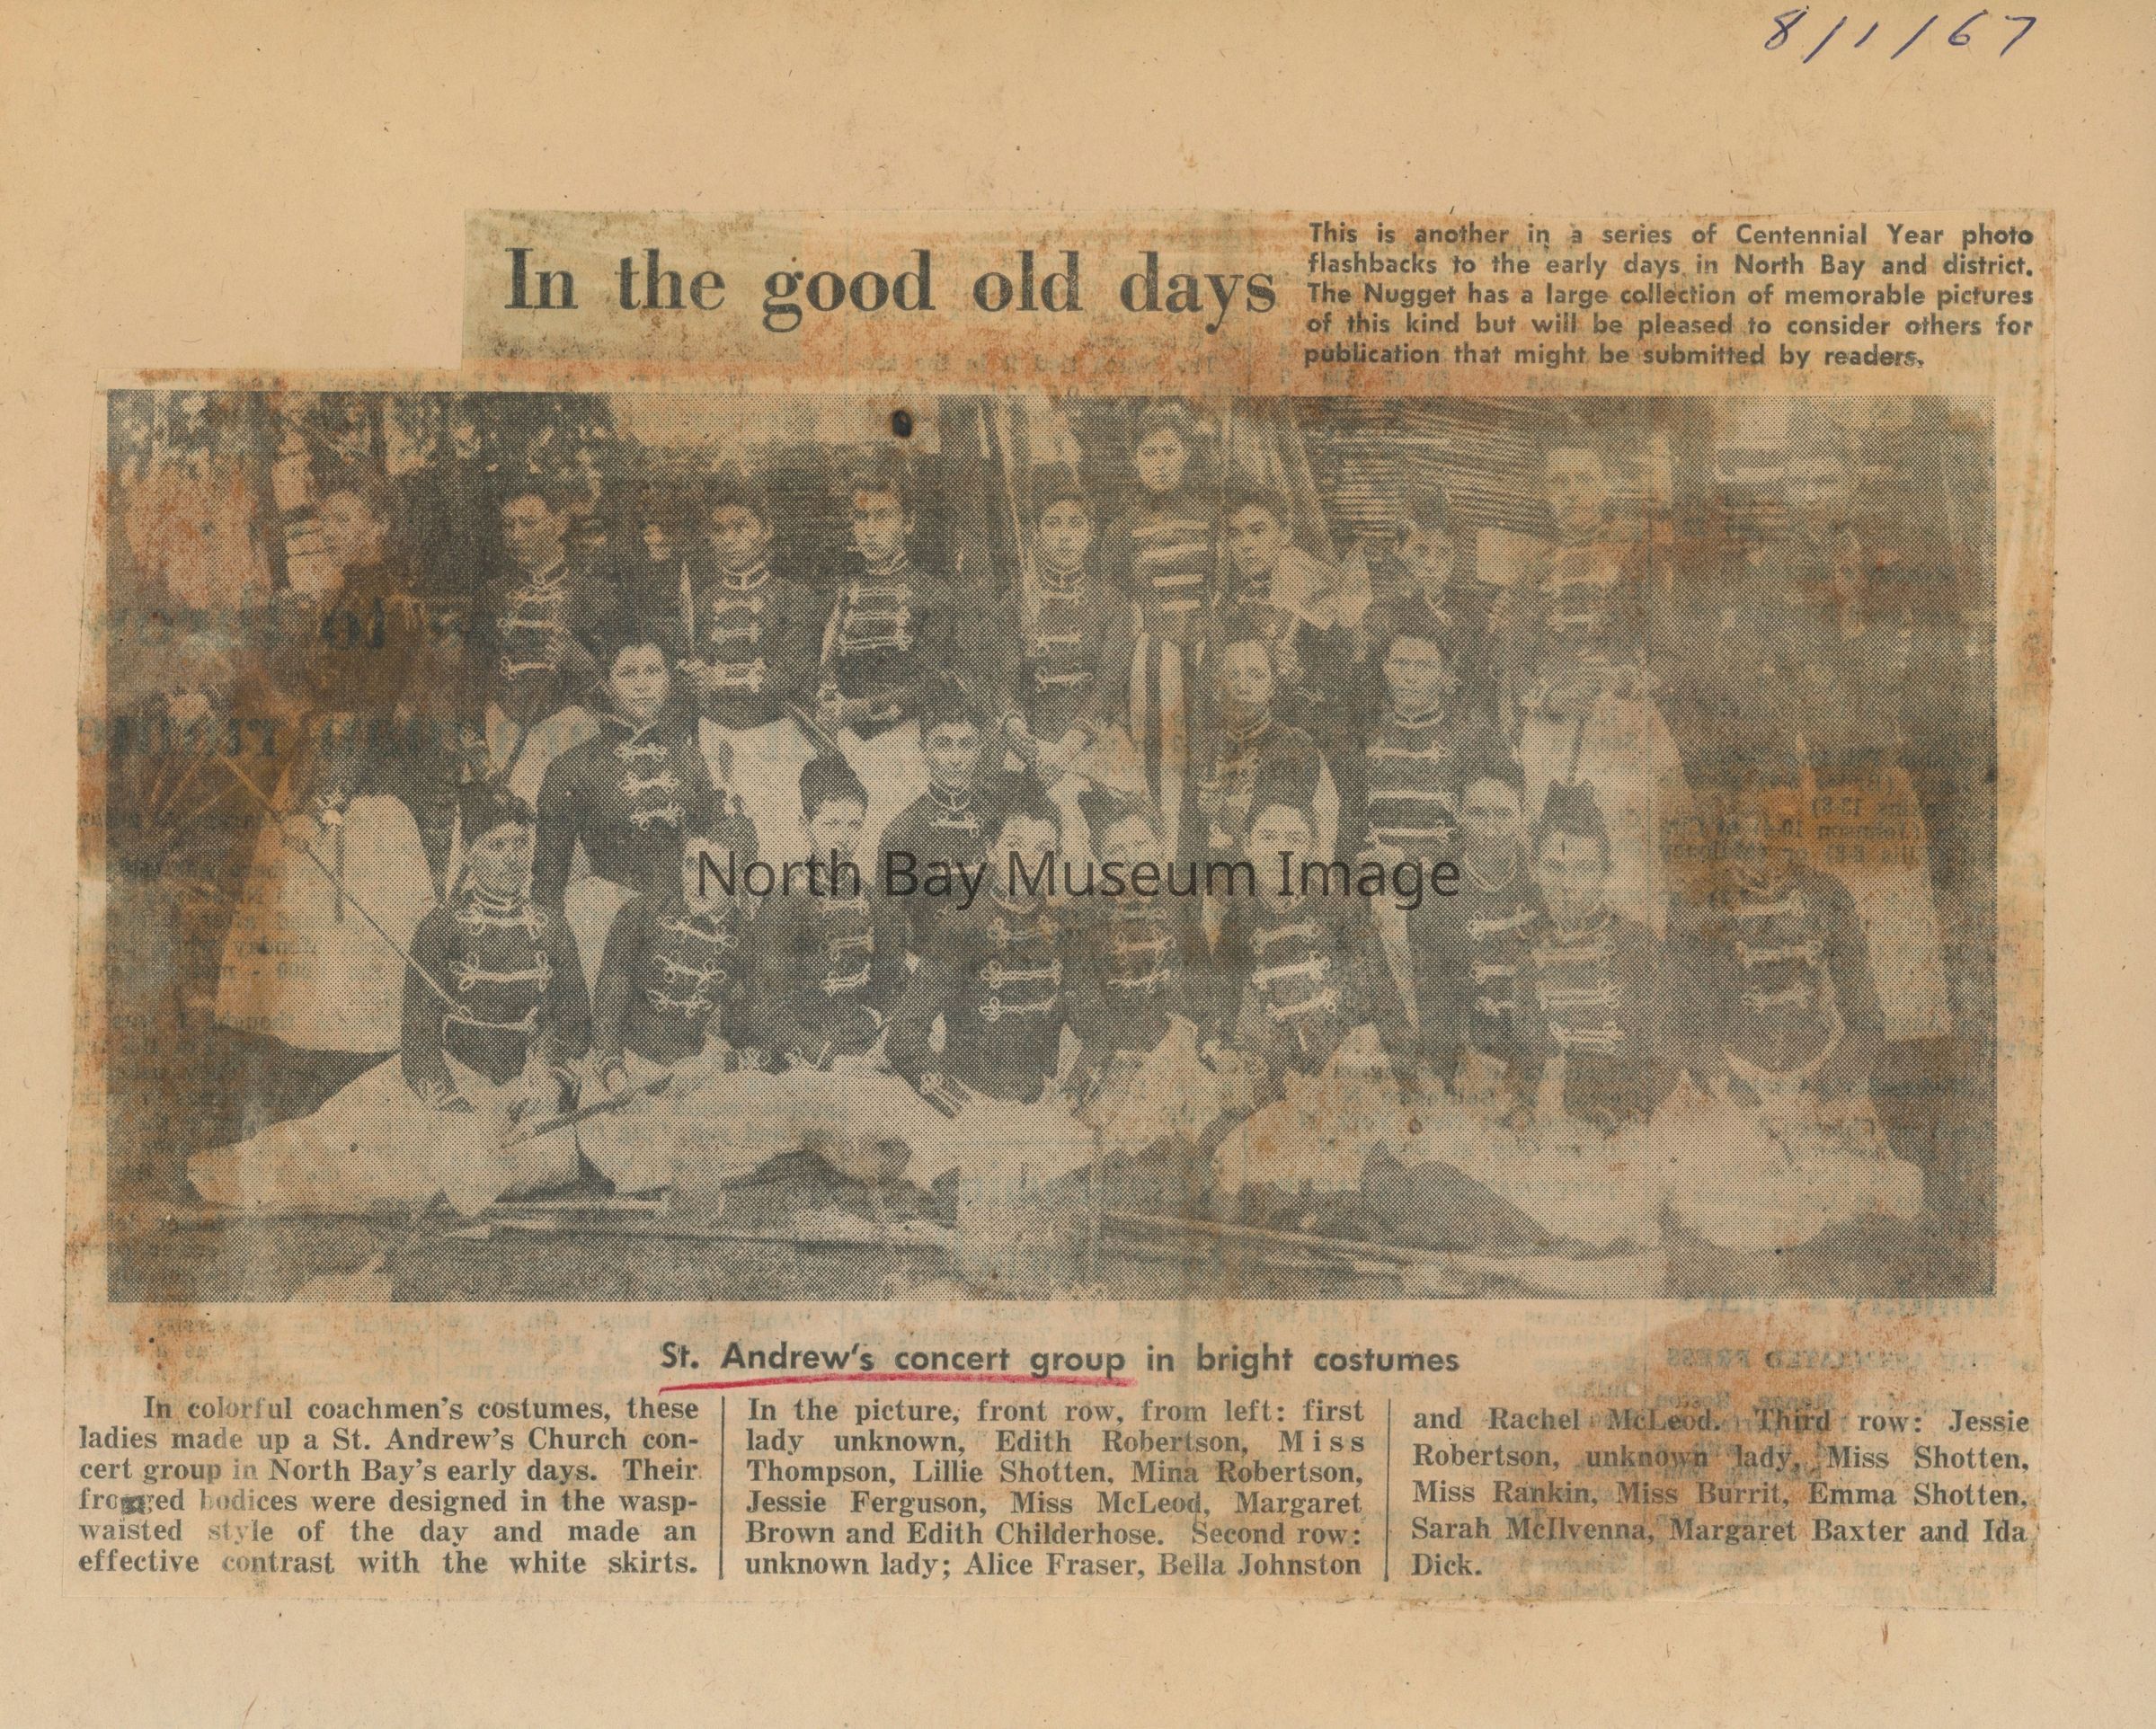 8/1/67
In the good old days
This is another in a series of Centennial Year photo
flashbacks to the early days in North Bay and district.
The Nugget has a large collection of memorable pictures
of this kind but will be pleased to consider others for
publication that might be submitted by readers.
North Bay Museum Image
St. Andrew's concert group in bright costumes
In colorful coachmen's costumes, these
ladies made up a St. Andrew's Church con-
cert group in North Bay's early days. Their
frogged bodices were designed in the wasp-
waisted style of the day and made an
effective contrast with the white skirts.
In the picture, front row, from left: first
lady unknown, Edith Robertson, Miss
Thompson, Lillie Shotten, Mina Robertson,
Jessie Ferguson, Miss McLeod, Margaret
Brown and Edith Childerhose. Second row:
unknown lady; Alice Fraser, Bella Johnston
and Rachel McLeod. Third row: Jessie
Robertson, unknown lady, Miss Shotten,
Miss Rankin, Miss Burrit, Emma Shotten,
Sarah McIlvenna, Margaret Baxter and Ida
Dick.